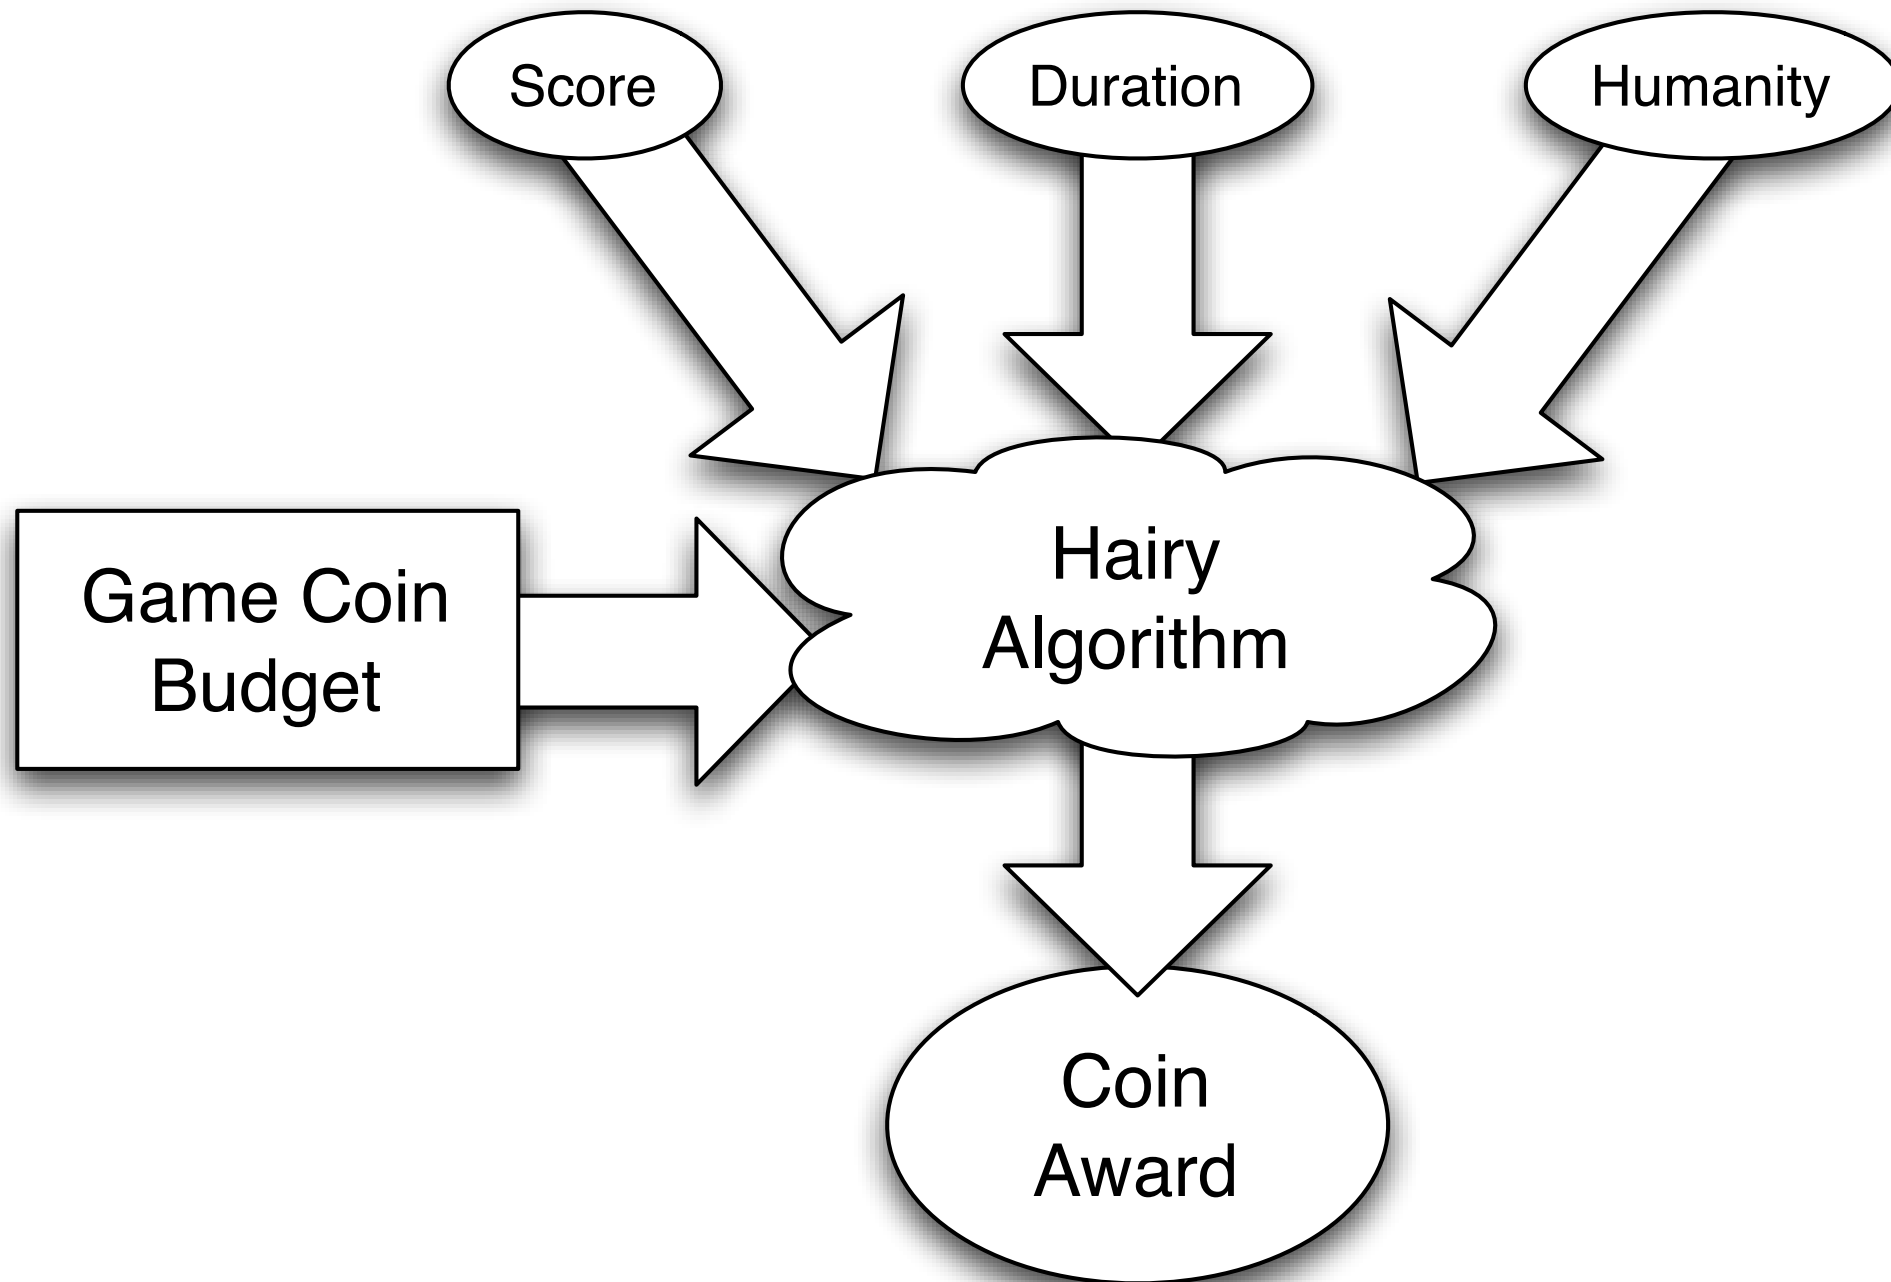 Score
Duration
Humanity
Hairy
Algorithm
Game Coin
Budget
Coin
Award